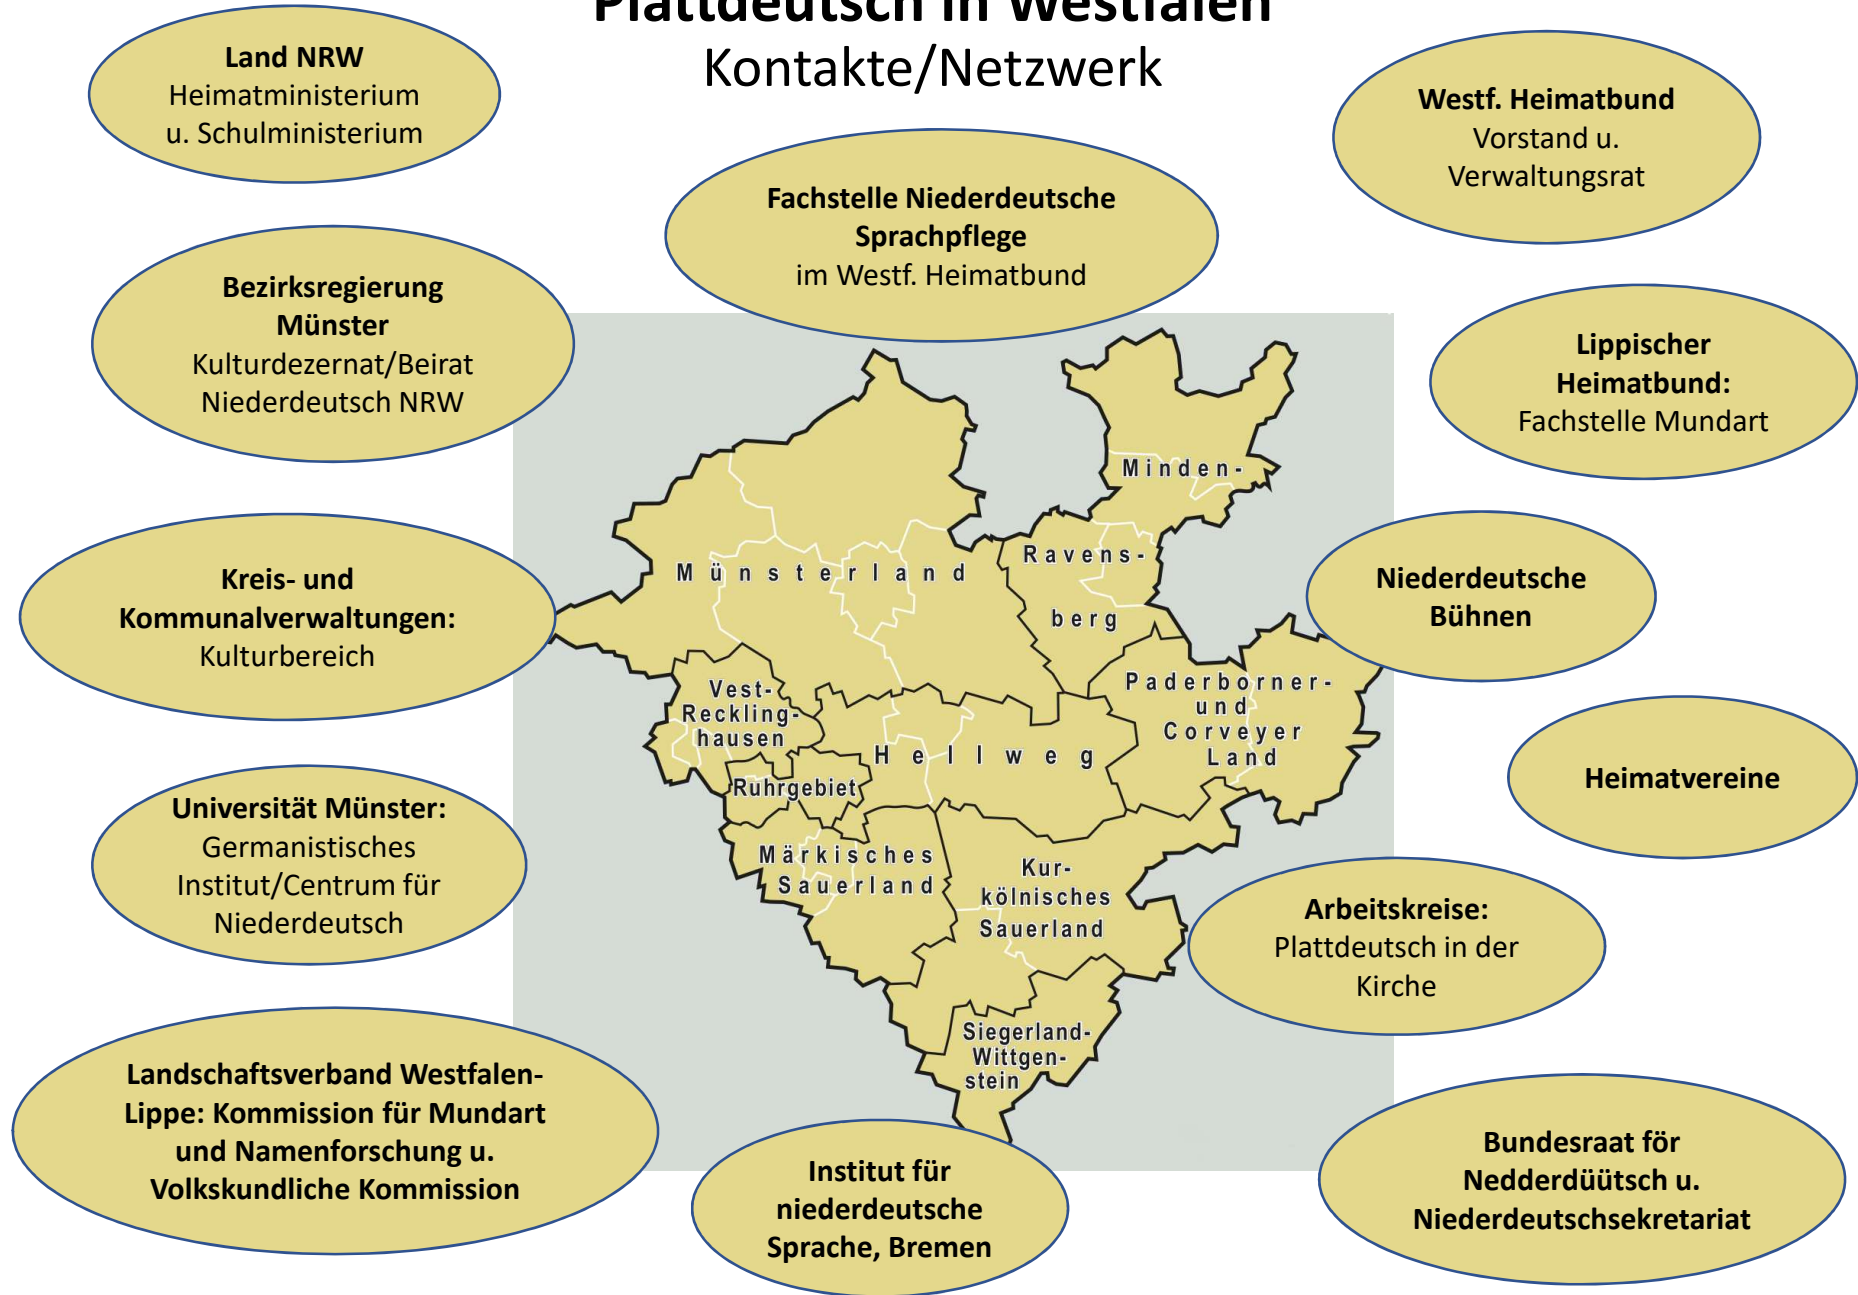 Plattdeutsch in Westfalen
Kontakte/Netzwerk
Land NRW
Heimatministerium
u. Schulministerium
Westf. Heimatbund
Vorstand u.
Verwaltungsrat
Fachstelle Niederdeutsche
Sprachpflege
im Westf. Heimatbund
Bezirksregierung
Münster
Kulturdezernat/Beirat
Niederdeutsch NRW
Lippischer
Heimatbund:
Fachstelle Mundart
Kreis- und
Kommunalverwaltungen:
Kulturbereich
Niederdeutsche
Bühnen
Heimatvereine
Universität Münster:
Germanistisches
Institut/Centrum für
Niederdeutsch
Arbeitskreise:
Plattdeutsch in der
Kirche
Landschaftsverband Westfalen-
Lippe: Kommission für Mundart
und Namenforschung u.
Volkskundliche Kommission
Institut für
niederdeutsche
Sprache, Bremen
Bundesraat för
Nedderdüütsch u.
Niederdeutschsekretariat
Minden-
Ravens-
berg
Münsterland
Paderborner-
und
Corveyer
Land
Vest-
Reckling-
hausen
Hellweg
Ruhrgebiet
Märkisches
Sauerland
Kur-
kölnisches
Sauerland
Siegerland-
Wittgen-
stein